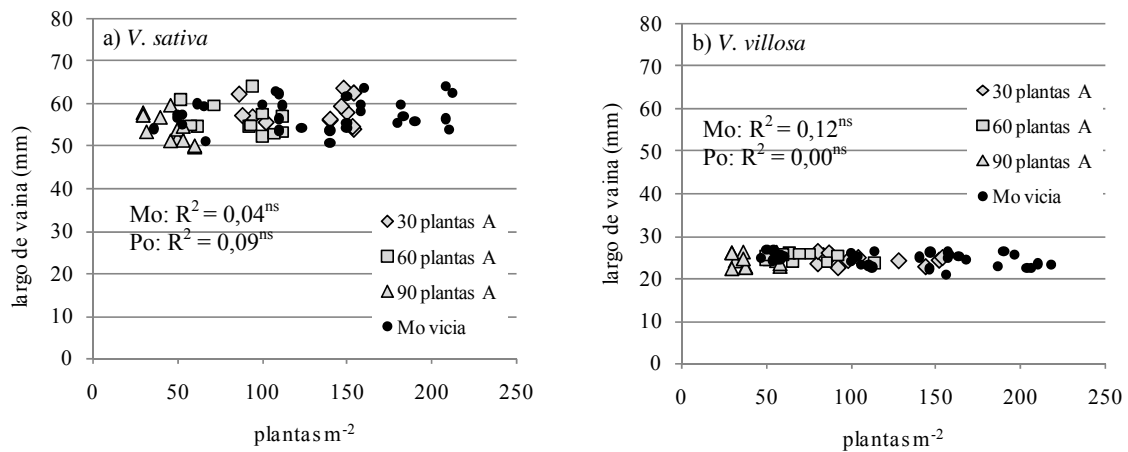 a) V. sativa
80
70
60
50
40
30
20
10
0
largo de vaina (mm)
Mo: R² = 0,04ⁿˢ
Po: R² = 0,09ⁿˢ
30 plantas A
60 plantas A
90 plantas A
Mo vicia
0 50 100 150 200 250
plantas m⁻²
b) V. villosa
80
70
60
50
40
30
20
10
0
largo de vaina (mm)
Mo: R² = 0,12ⁿˢ
Po: R² = 0,00ⁿˢ
30 plantas A
60 plantas A
90 plantas A
Mo vicia
0 50 100 150 200 250
plantas m⁻²